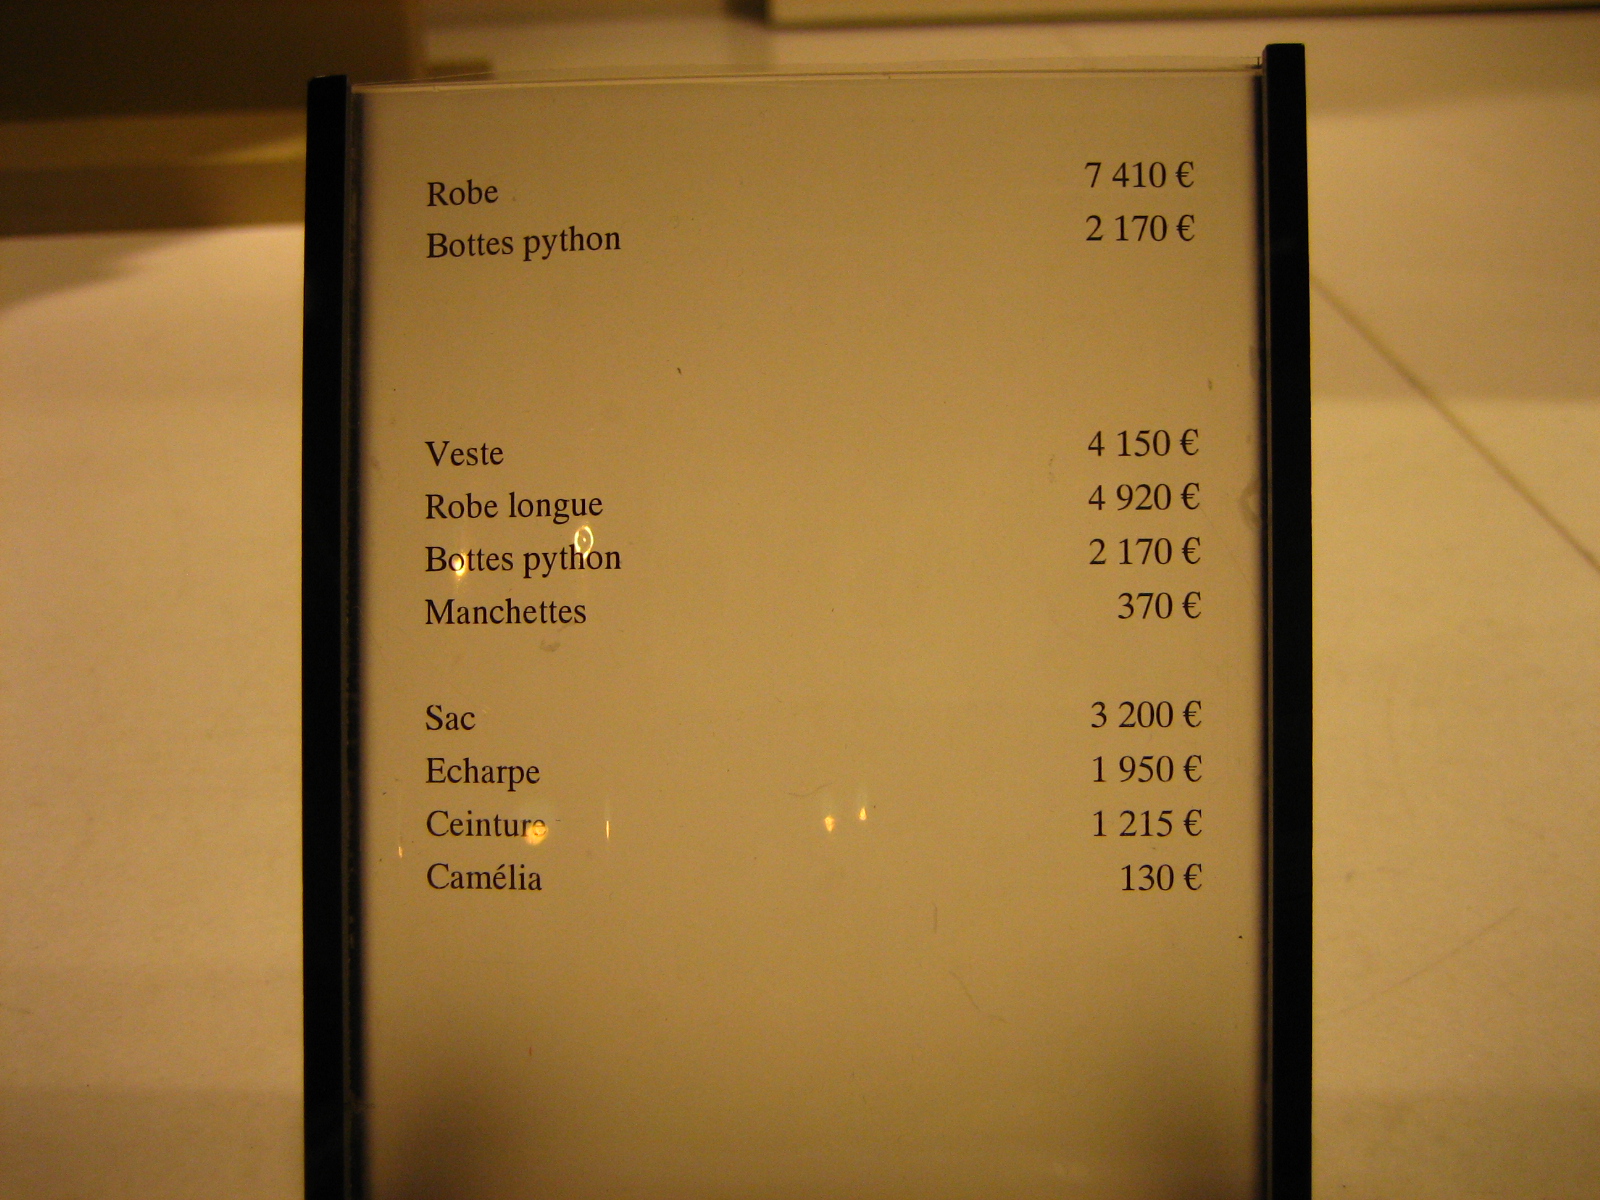 Robe 7 410 €
Bottes python 2 170 €
Veste 4 150 €
Robe longue 4 920 €
Bottes python 2 170 €
Manchettes 370 €
Sac 3 200 €
Echarpe 1 950 €
Ceinture 1 215 €
Camélia 130 €